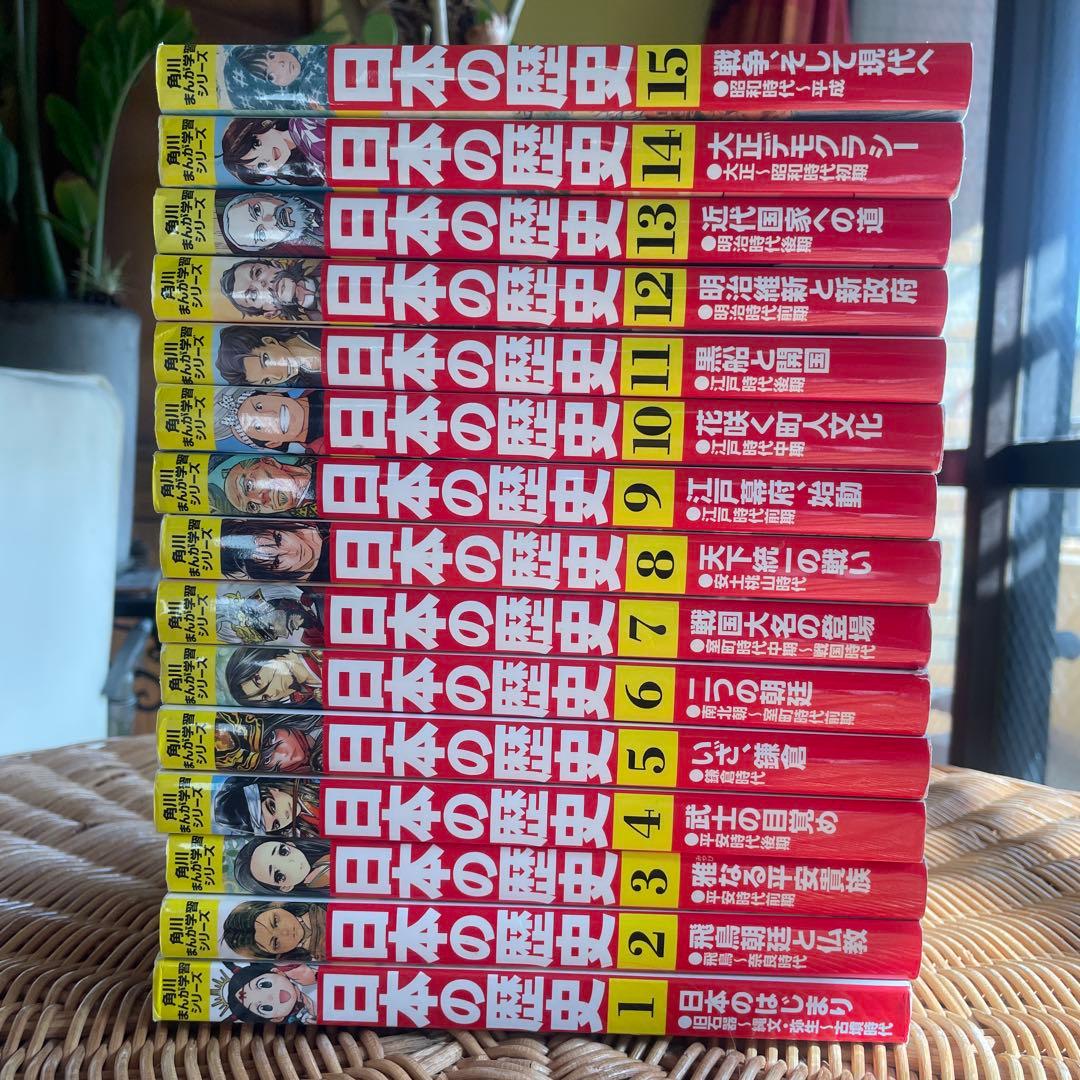 角川
まんが学習
シリーズ
日本の歴史
15
戦争、そして現代へ
●昭和時代～平成
角川
まんが学習
シリーズ
日本の歴史
14
大正デモクラシー
●大正～昭和時代初期
角川
まんが学習
シリーズ
日本の歴史
13
近代国家への道
●明治時代後期
角川
まんが学習
シリーズ
日本の歴史
12
明治維新と新政府
●明治時代前期
角川
まんが学習
シリーズ
日本の歴史
11
黒船と開国
●江戸時代後期
角川
まんが学習
シリーズ
日本の歴史
10
花咲く町人文化
●江戸時代中期
角川
まんが学習
シリーズ
日本の歴史
9
江戸幕府、始動
●江戸時代前期
角川
まんが学習
シリーズ
日本の歴史
8
天下統一の戦い
●安土桃山時代
角川
まんが学習
シリーズ
日本の歴史
7
戦国大名の登場
●室町時代中期～戦国時代
角川
まんが学習
シリーズ
日本の歴史
6
二つの朝廷
●南北朝～室町時代前期
角川
まんが学習
シリーズ
日本の歴史
5
いざ、鎌倉
●鎌倉時代
角川
まんが学習
シリーズ
日本の歴史
4
武士の目覚め
●平安時代後期
角川
まんが学習
シリーズ
日本の歴史
3
みやび
雅なる平安貴族
●平安時代前期
角川
まんが学習
シリーズ
日本の歴史
2
飛鳥朝廷と仏教
●飛鳥～奈良時代
角川
まんが学習
シリーズ
日本の歴史
1
日本のはじまり
●旧石器～縄文・弥生～古墳時代